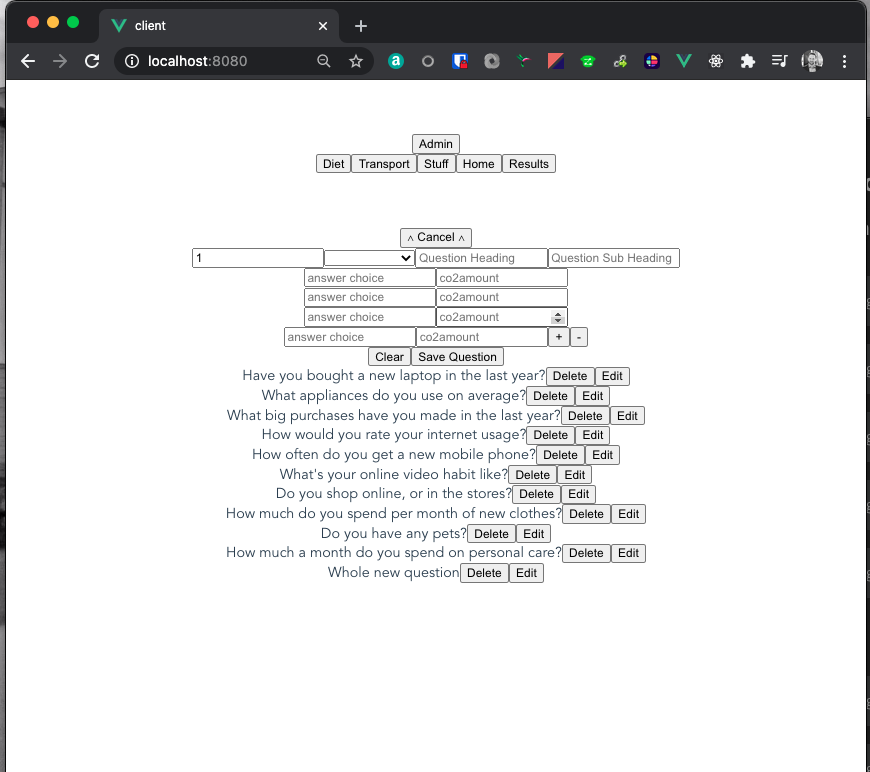 client
localhost:8080
Admin
Diet Transport Stuff Home Results
^ Cancel ^
1 Question Heading Question Sub Heading
answer choice co2amount
answer choice co2amount
answer choice co2amount
answer choice co2amount + -
Clear Save Question
Have you bought a new laptop in the last year? Delete Edit
What appliances do you use on average? Delete Edit
What big purchases have you made in the last year? Delete Edit
How would you rate your internet usage? Delete Edit
How often do you get a new mobile phone? Delete Edit
What's your online video habit like? Delete Edit
Do you shop online, or in the stores? Delete Edit
How much do you spend per month of new clothes? Delete Edit
Do you have any pets? Delete Edit
How much a month do you spend on personal care? Delete Edit
Whole new question Delete Edit